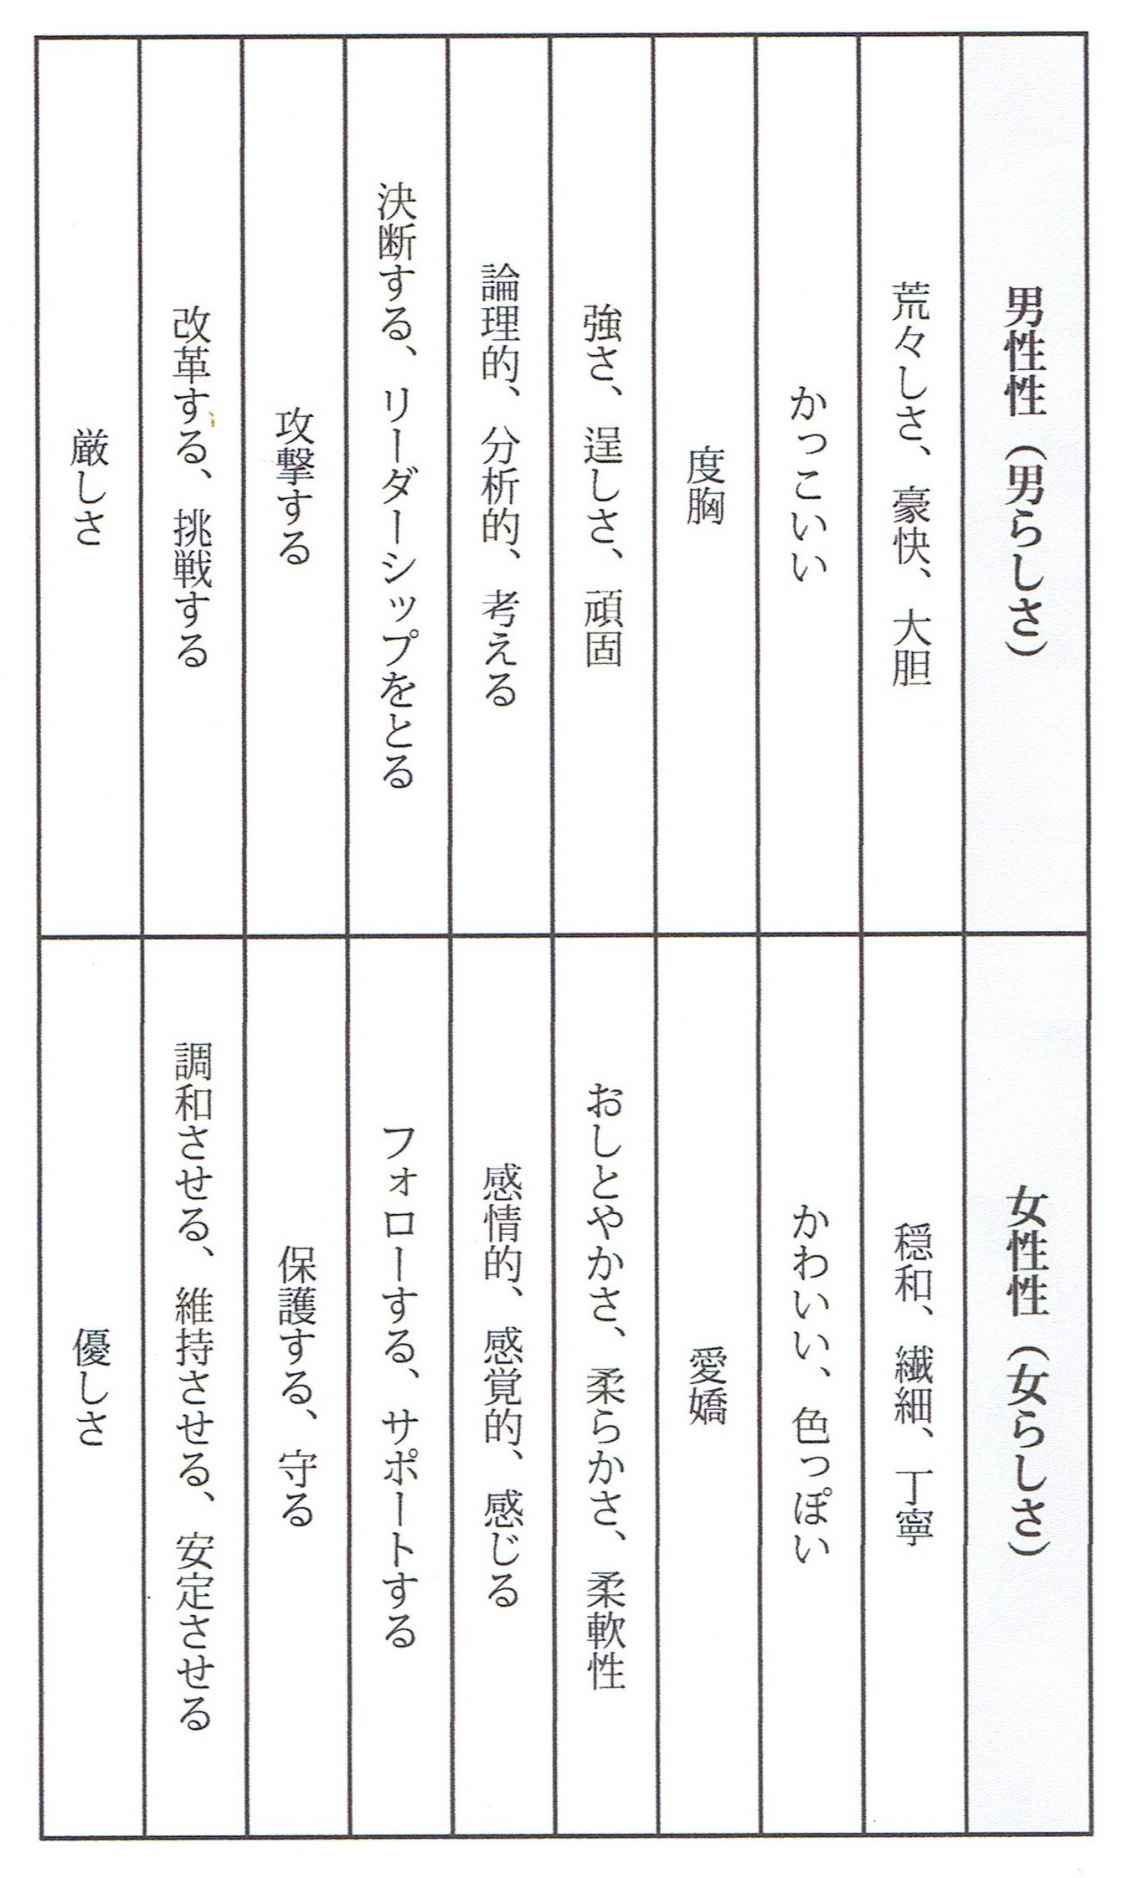 男性性（男らしさ）
女性性（女らしさ）
荒々しさ、豪快、大胆
穏和、繊細、丁寧
かっこいい
かわいい、色っぽい
度胸
愛嬌
強さ、逞しさ、頑固
おしとやかさ、柔らかさ、柔軟性
論理的、分析的、考える
感情的、感覚的、感じる
決断する、リーダーシップをとる
フォローする、サポートする
攻撃する
保護する、守る
改革する、挑戦する
調和させる、維持させる、安定させる
厳しさ
優しさ